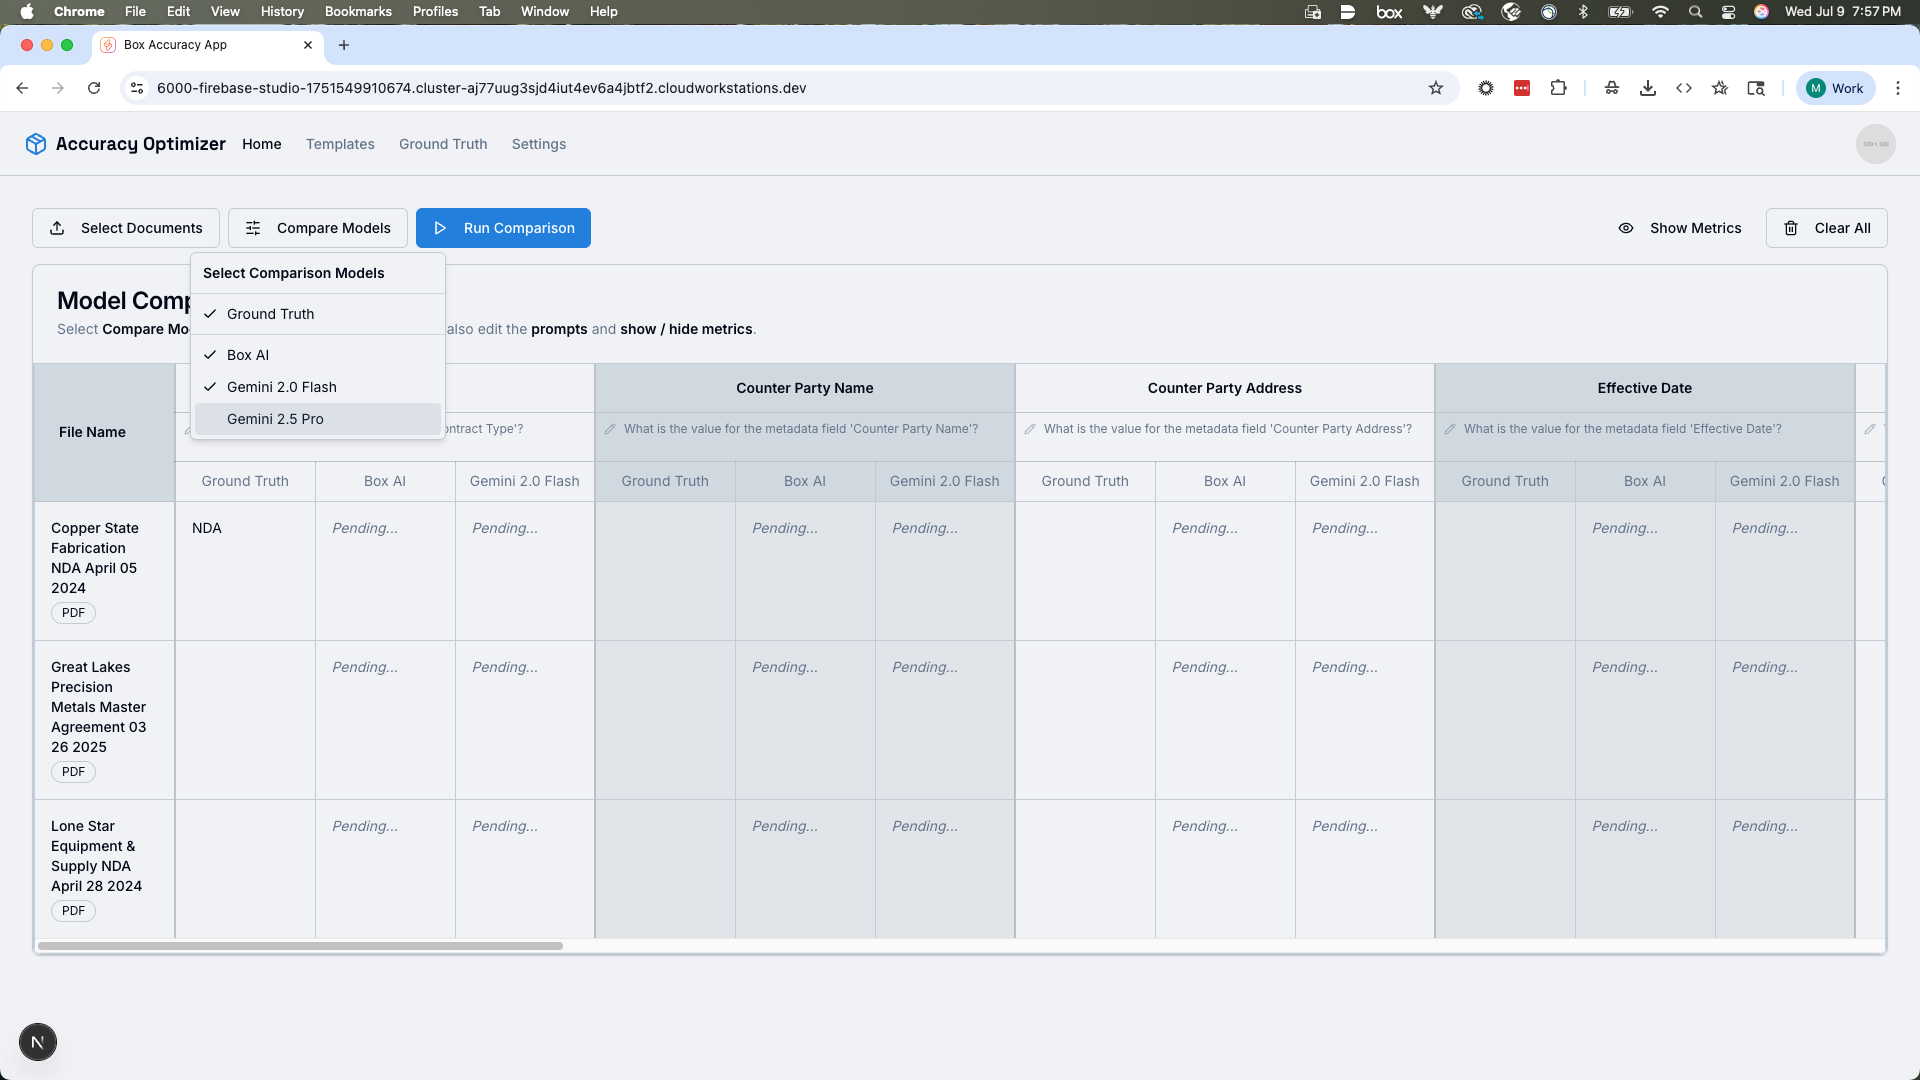 Chrome File Edit View History Bookmarks Profiles Tab Window Help box Wed Jul 9 7:57 PM
Box Accuracy App
6000-firebase-studio-1751549910674.cluster-aj77uug3sjd4iut4ev6a4jbtf2.cloudworkstations.dev M Work
Accuracy Optimizer Home Templates Ground Truth Settings 100 × 100
Select Documents Compare Models Run Comparison Show Metrics Clear All
Select Comparison Models
Ground Truth
Box AI
Gemini 2.0 Flash
Gemini 2.5 Pro
Model Comp
Select Compare Mo also edit the prompts and show / hide metrics.
File Name Counter Party Name Counter Party Address Effective Date
ontract Type'? What is the value for the metadata field 'Counter Party Name'? What is the value for the metadata field 'Counter Party Address'? What is the value for the metadata field 'Effective Date'?
Ground Truth Box AI Gemini 2.0 Flash Ground Truth Box AI Gemini 2.0 Flash Ground Truth Box AI Gemini 2.0 Flash Ground Truth Box AI Gemini 2.0 Flash
Copper State NDA Pending... Pending... Pending... Pending... Pending... Pending... Pending... Pending...
Fabrication
NDA April 05
2024
PDF
Great Lakes Pending... Pending... Pending... Pending... Pending... Pending... Pending... Pending...
Precision
Metals Master
Agreement 03
26 2025
PDF
Lone Star Pending... Pending... Pending... Pending... Pending... Pending... Pending... Pending...
Equipment &
Supply NDA
April 28 2024
PDF
N